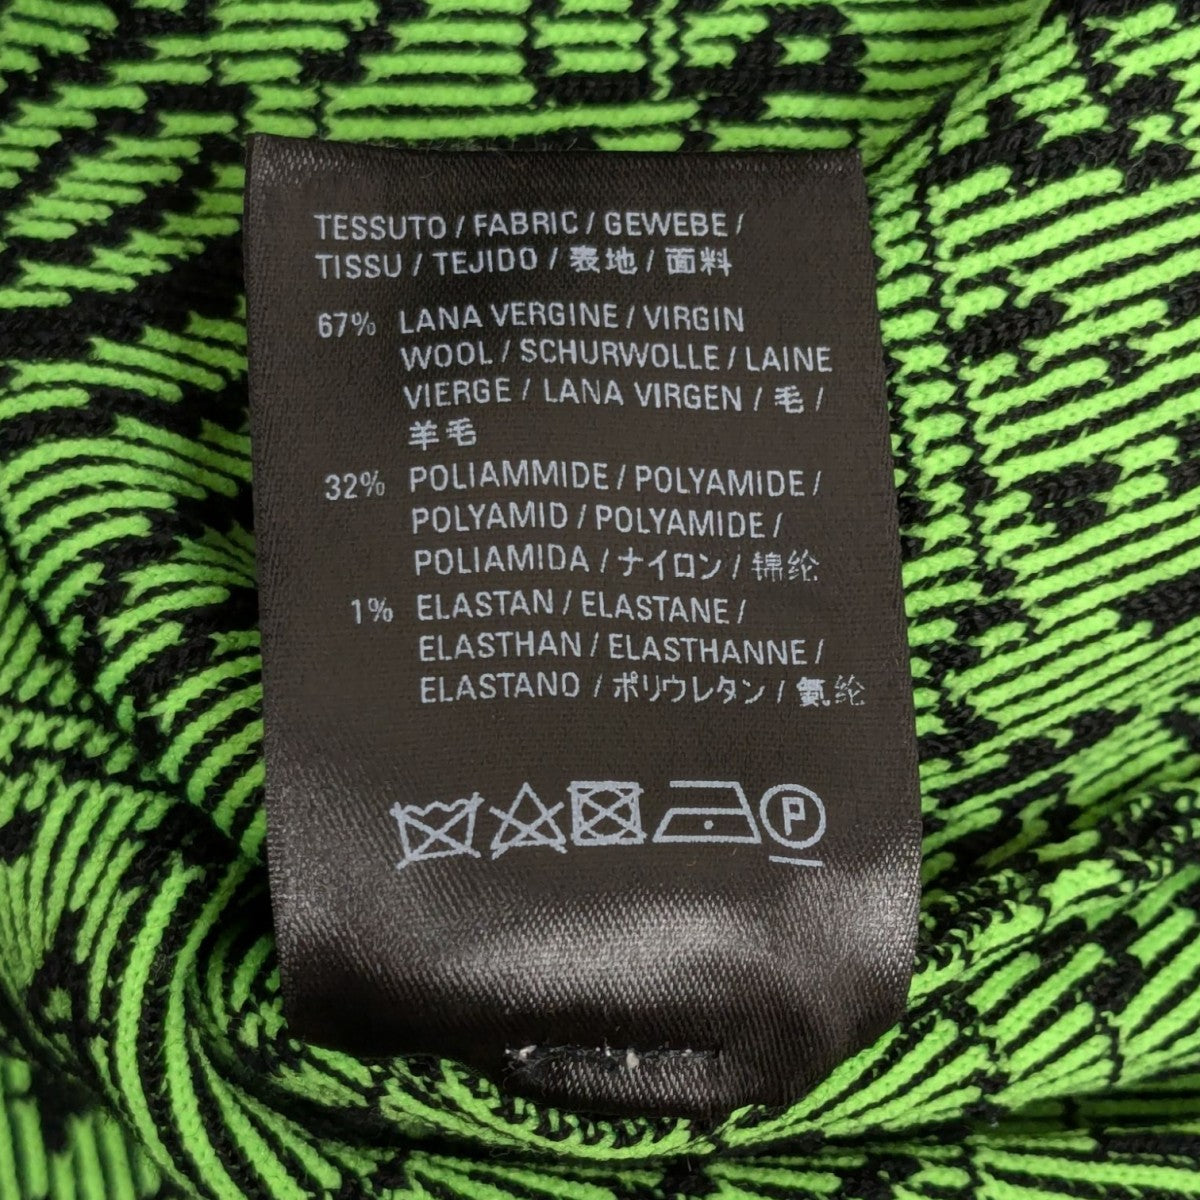 TESSUTO / FABRIC / GEWEBE /
TISSU / TEJIDO / 表地 / 面料
67% LANA VERGINE / VIRGIN
WOOL / SCHURWOLLE / LAINE
VIERGE / LANA VIRGEN / 毛 /
羊毛
32% POLIAMMIDE / POLYAMIDE /
POLYAMID / POLYAMIDE /
POLIAMIDA / ナイロン / 锦纶
1% ELASTAN / ELASTANE /
ELASTHAN / ELASTHANNE /
ELASTANO / ポリウレタン / 氨纶
P